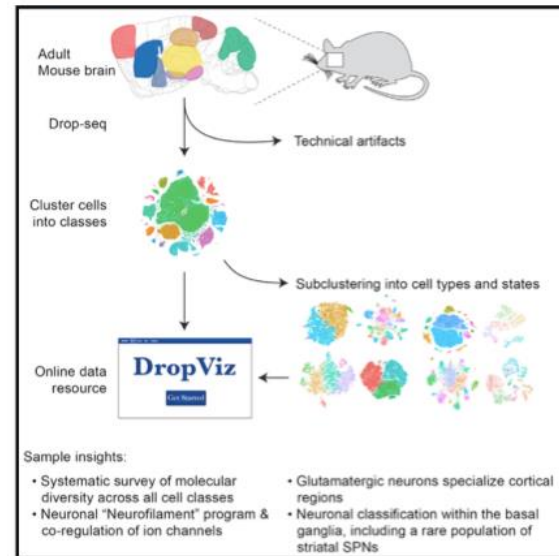 Adult
Mouse brain
Drop-seq
Technical artifacts
Cluster cells
into classes
Subclustering into cell types and states
Online data
resource
DropViz
Get Started
Sample insights:
• Systematic survey of molecular
diversity across all cell classes
• Neuronal “Neurofilament” program &
co-regulation of ion channels
• Glutamatergic neurons specialize cortical
regions
• Neuronal classification within the basal
ganglia, including a rare population of
striatal SPNs